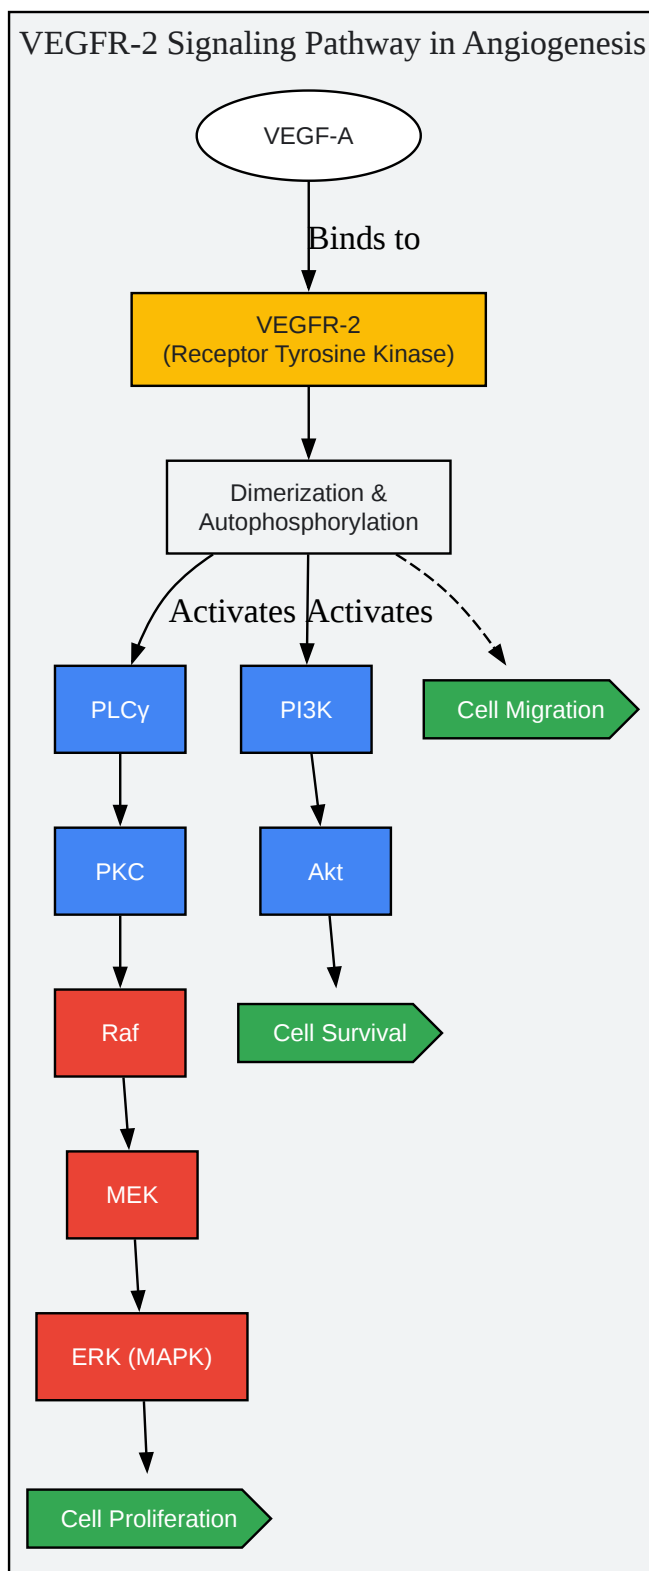 VEGFR-2 Signaling Pathway in Angiogenesis
VEGF-A
Binds to
VEGFR-2
(Receptor Tyrosine Kinase)
Dimerization &
Autophosphorylation
Activates
Activates
PLCγ
PI3K
Cell Migration
PKC
Akt
Raf
Cell Survival
MEK
ERK (MAPK)
Cell Proliferation